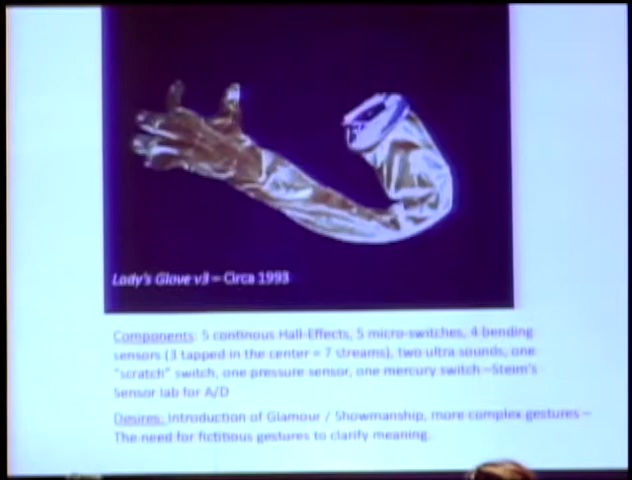 Lady's Glove v3 – Circa 1993
Components: 5 continous Hall-Effects, 5 micro-switches, 4 bending
sensors (3 tapped in the center = 7 streams), two ultra sounds, one
"scratch" switch, one pressure sensor, one mercury switch –Steim's
Sensor lab for A/D
Desires: Introduction of Glamour / Showmanship, more complex gestures –
The need for fictitious gestures to clarify meaning.